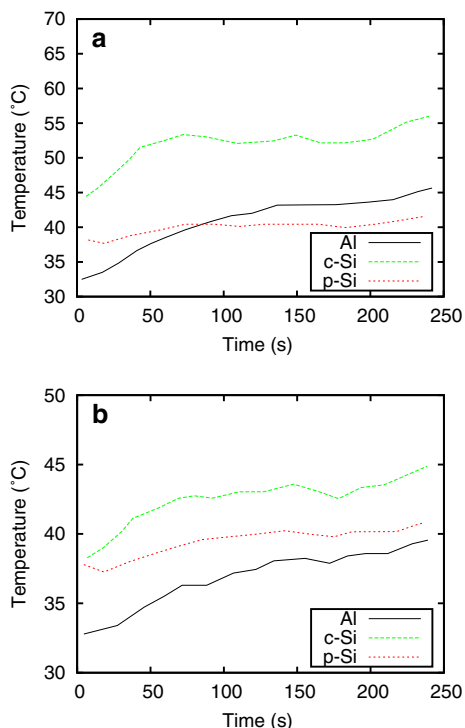 a
70
65
60
55
50
45
40
35
30
Temperature (˚C)
Al
c-Si
p-Si
0 50 100 150 200 250
Time (s)
b
50
45
40
35
30
Temperature (˚C)
Al
c-Si
p-Si
0 50 100 150 200 250
Time (s)